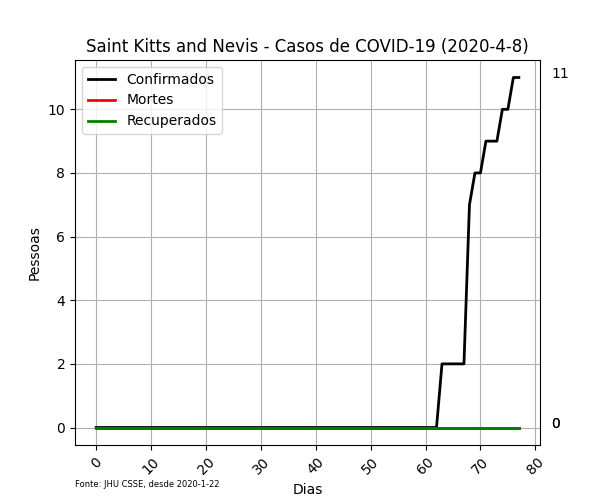 Saint Kitts and Nevis - Casos de COVID-19 (2020-4-8)
Confirmados
Mortes
Recuperados
11
10
8
6
4
2
0
0
Pessoas
0 10 20 30 40 50 60 70 80
Dias
Fonte: JHU CSSE, desde 2020-1-22